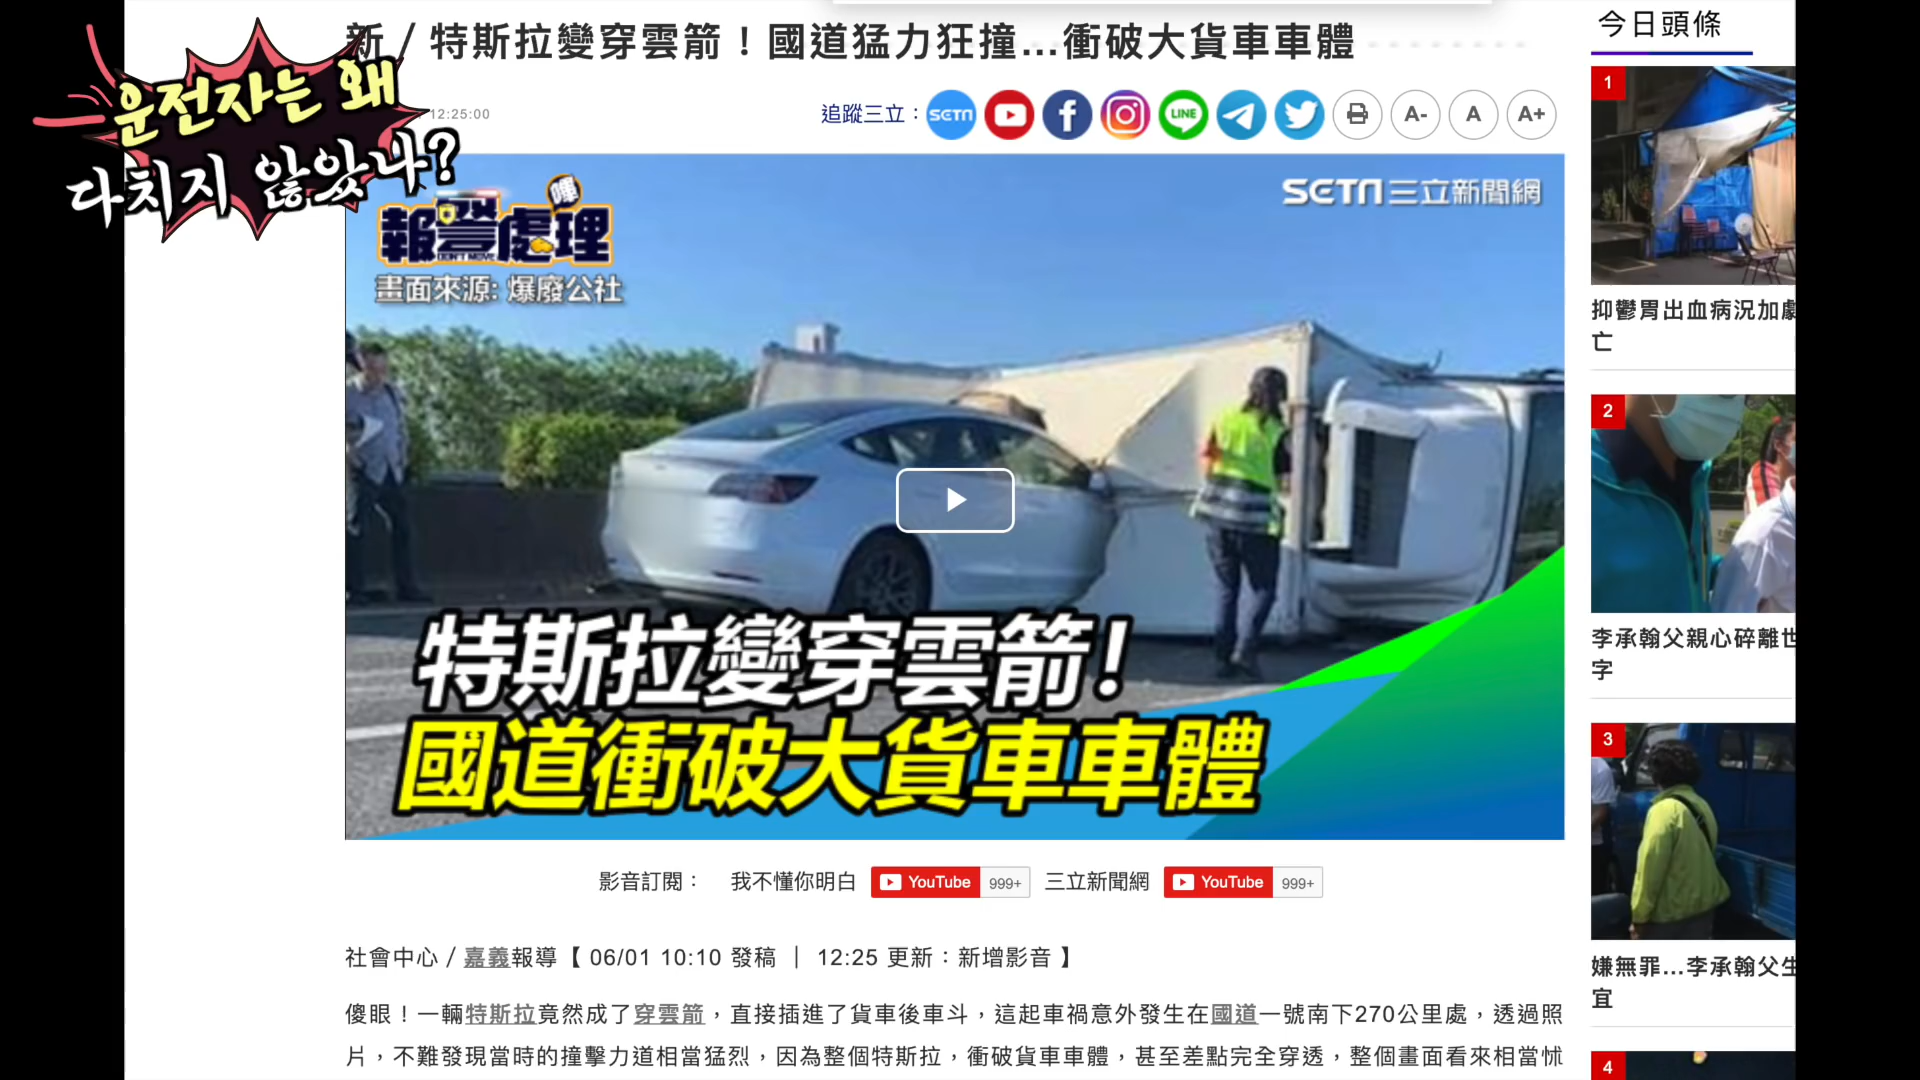 新／特斯拉變穿雲箭！國道猛力狂撞...衝破大貨車車體
운전자는 왜
다치지 않았나?
12:25:00
追蹤三立：
SETN
LINE
A-
A
A+
報警處理
嗶
DON'T MOVE
畫面來源: 爆廢公社
SETN三立新聞網
特斯拉變穿雲箭!
國道衝破大貨車車體
影音訂閱：
我不懂你明白
YouTube 999+
三立新聞網
YouTube 999+
社會中心／嘉義報導【 06/01 10:10 發稿 ｜ 12:25 更新：新增影音 】
傻眼！一輛特斯拉竟然成了穿雲箭，直接插進了貨車後車斗，這起車禍意外發生在國道一號南下270公里處，透過照
片，不難發現當時的撞擊力道相當猛烈，因為整個特斯拉，衝破貨車車體，甚至差點完全穿透，整個畫面看來相當怵
今日頭條
1
抑鬱胃出血病況加劇
亡
2
李承翰父親心碎離世
字
3
嫌無罪...李承翰父生
宜
4